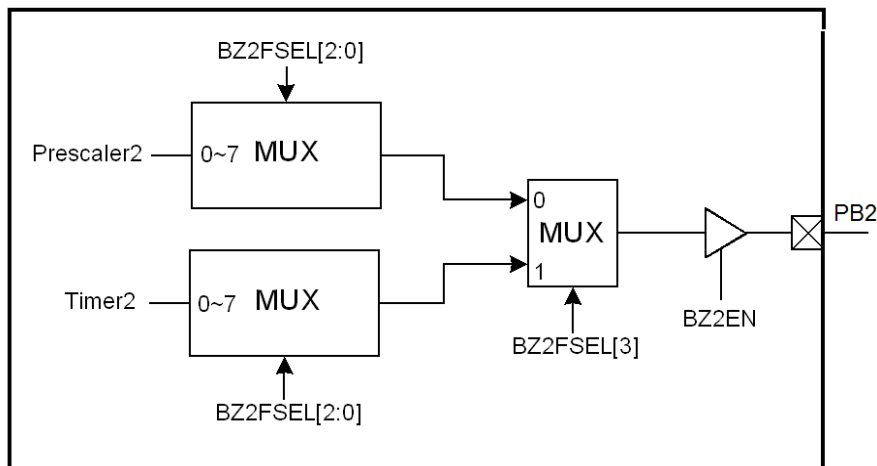 BZ2FSEL[2:0]
Prescaler2
0~7 MUX
0
MUX
1
PB2
Timer2
0~7 MUX
BZ2FSEL[3]
BZ2EN
BZ2FSEL[2:0]